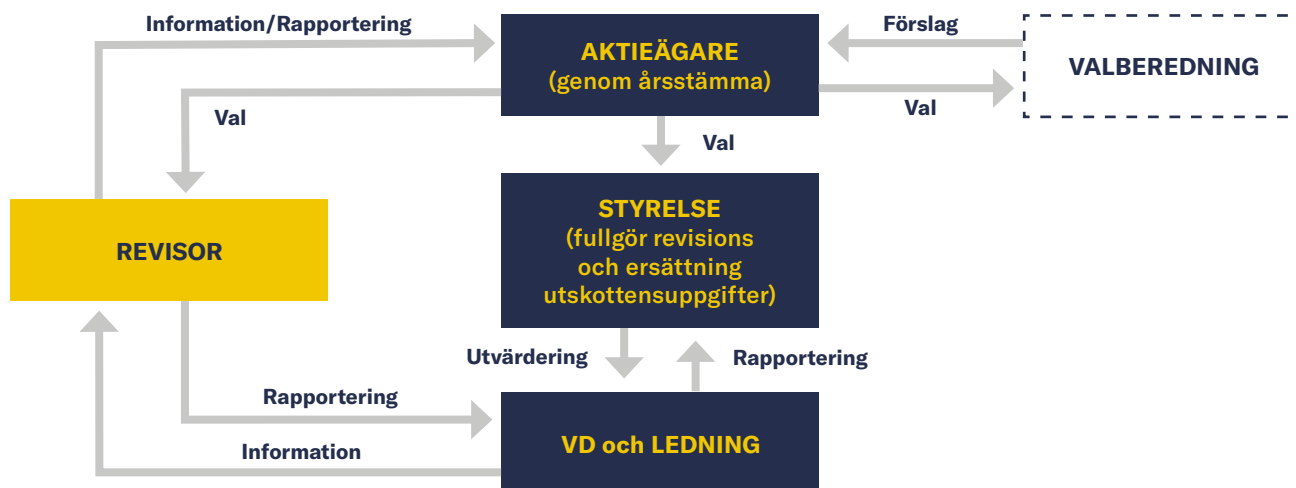 Information/Rapportering
AKTIEÄGARE
(genom årsstämma)
Förslag
VALBEREDNING
Val
Val
Val
REVISOR
STYRELSE
(fullgör revisions
och ersättning
utskottensuppgifter)
Utvärdering
Rapportering
Rapportering
Information
VD och LEDNING